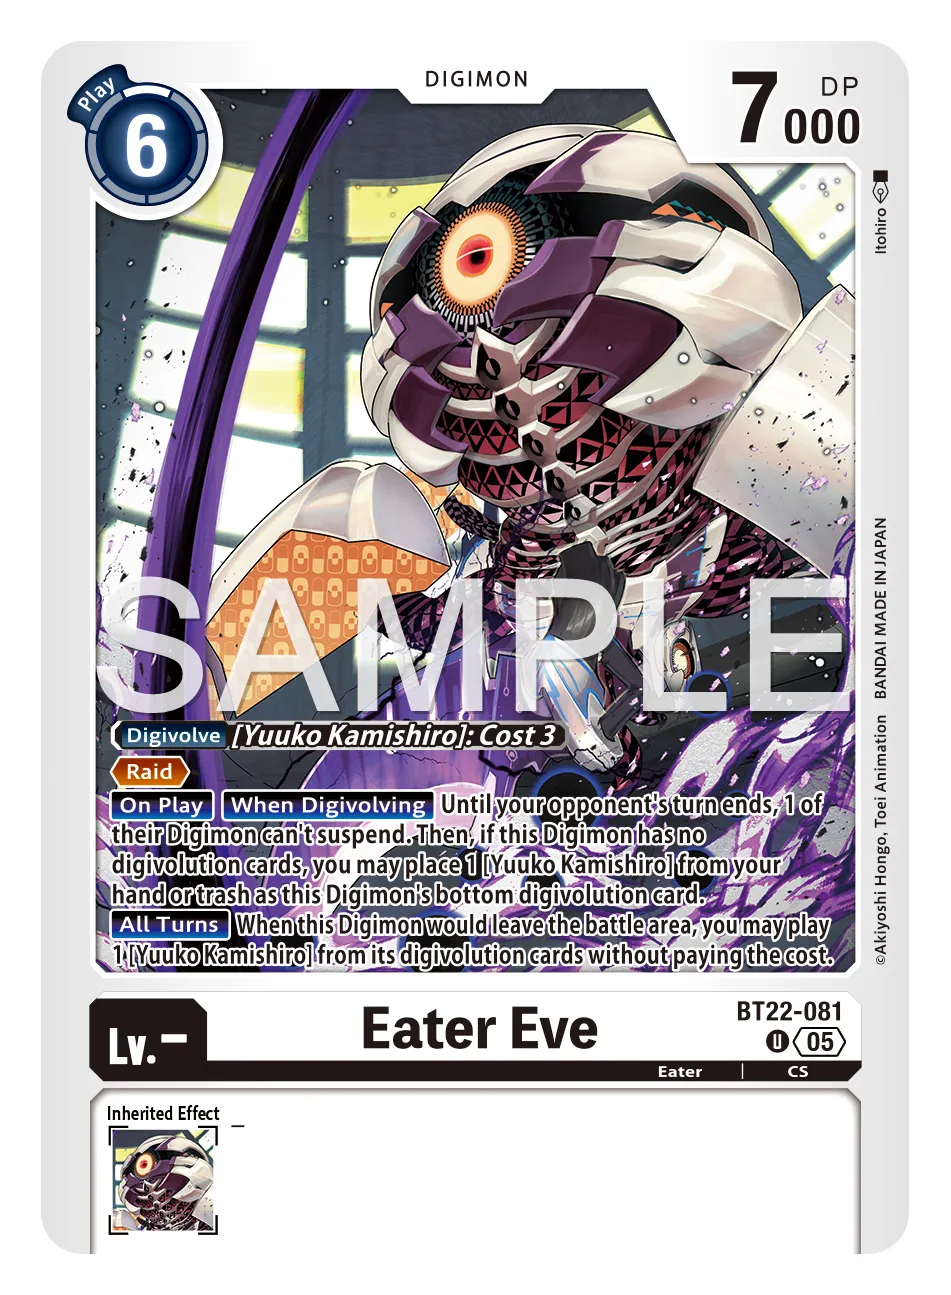 Play
6
DIGIMON
7000
DP
Itohiro
SAMPLE
Digivolve [Yuuko Kamishiro]: Cost 3
Raid
On Play When Digivolving Until your opponent's turn ends, 1 of
their Digimon can't suspend. Then, if this Digimon has no
digivolution cards, you may place 1 [Yuuko Kamishiro] from your
hand or trash as this Digimon's bottom digivolution card.
All Turns When this Digimon would leave the battle area, you may play
1 [Yuuko Kamishiro] from its digivolution cards without paying the cost.
©Akiyoshi Hongo, Toei Animation BANDAI MADE IN JAPAN
Lv.–
Eater Eve
BT22-081
U 05
Eater | CS
Inherited Effect
–